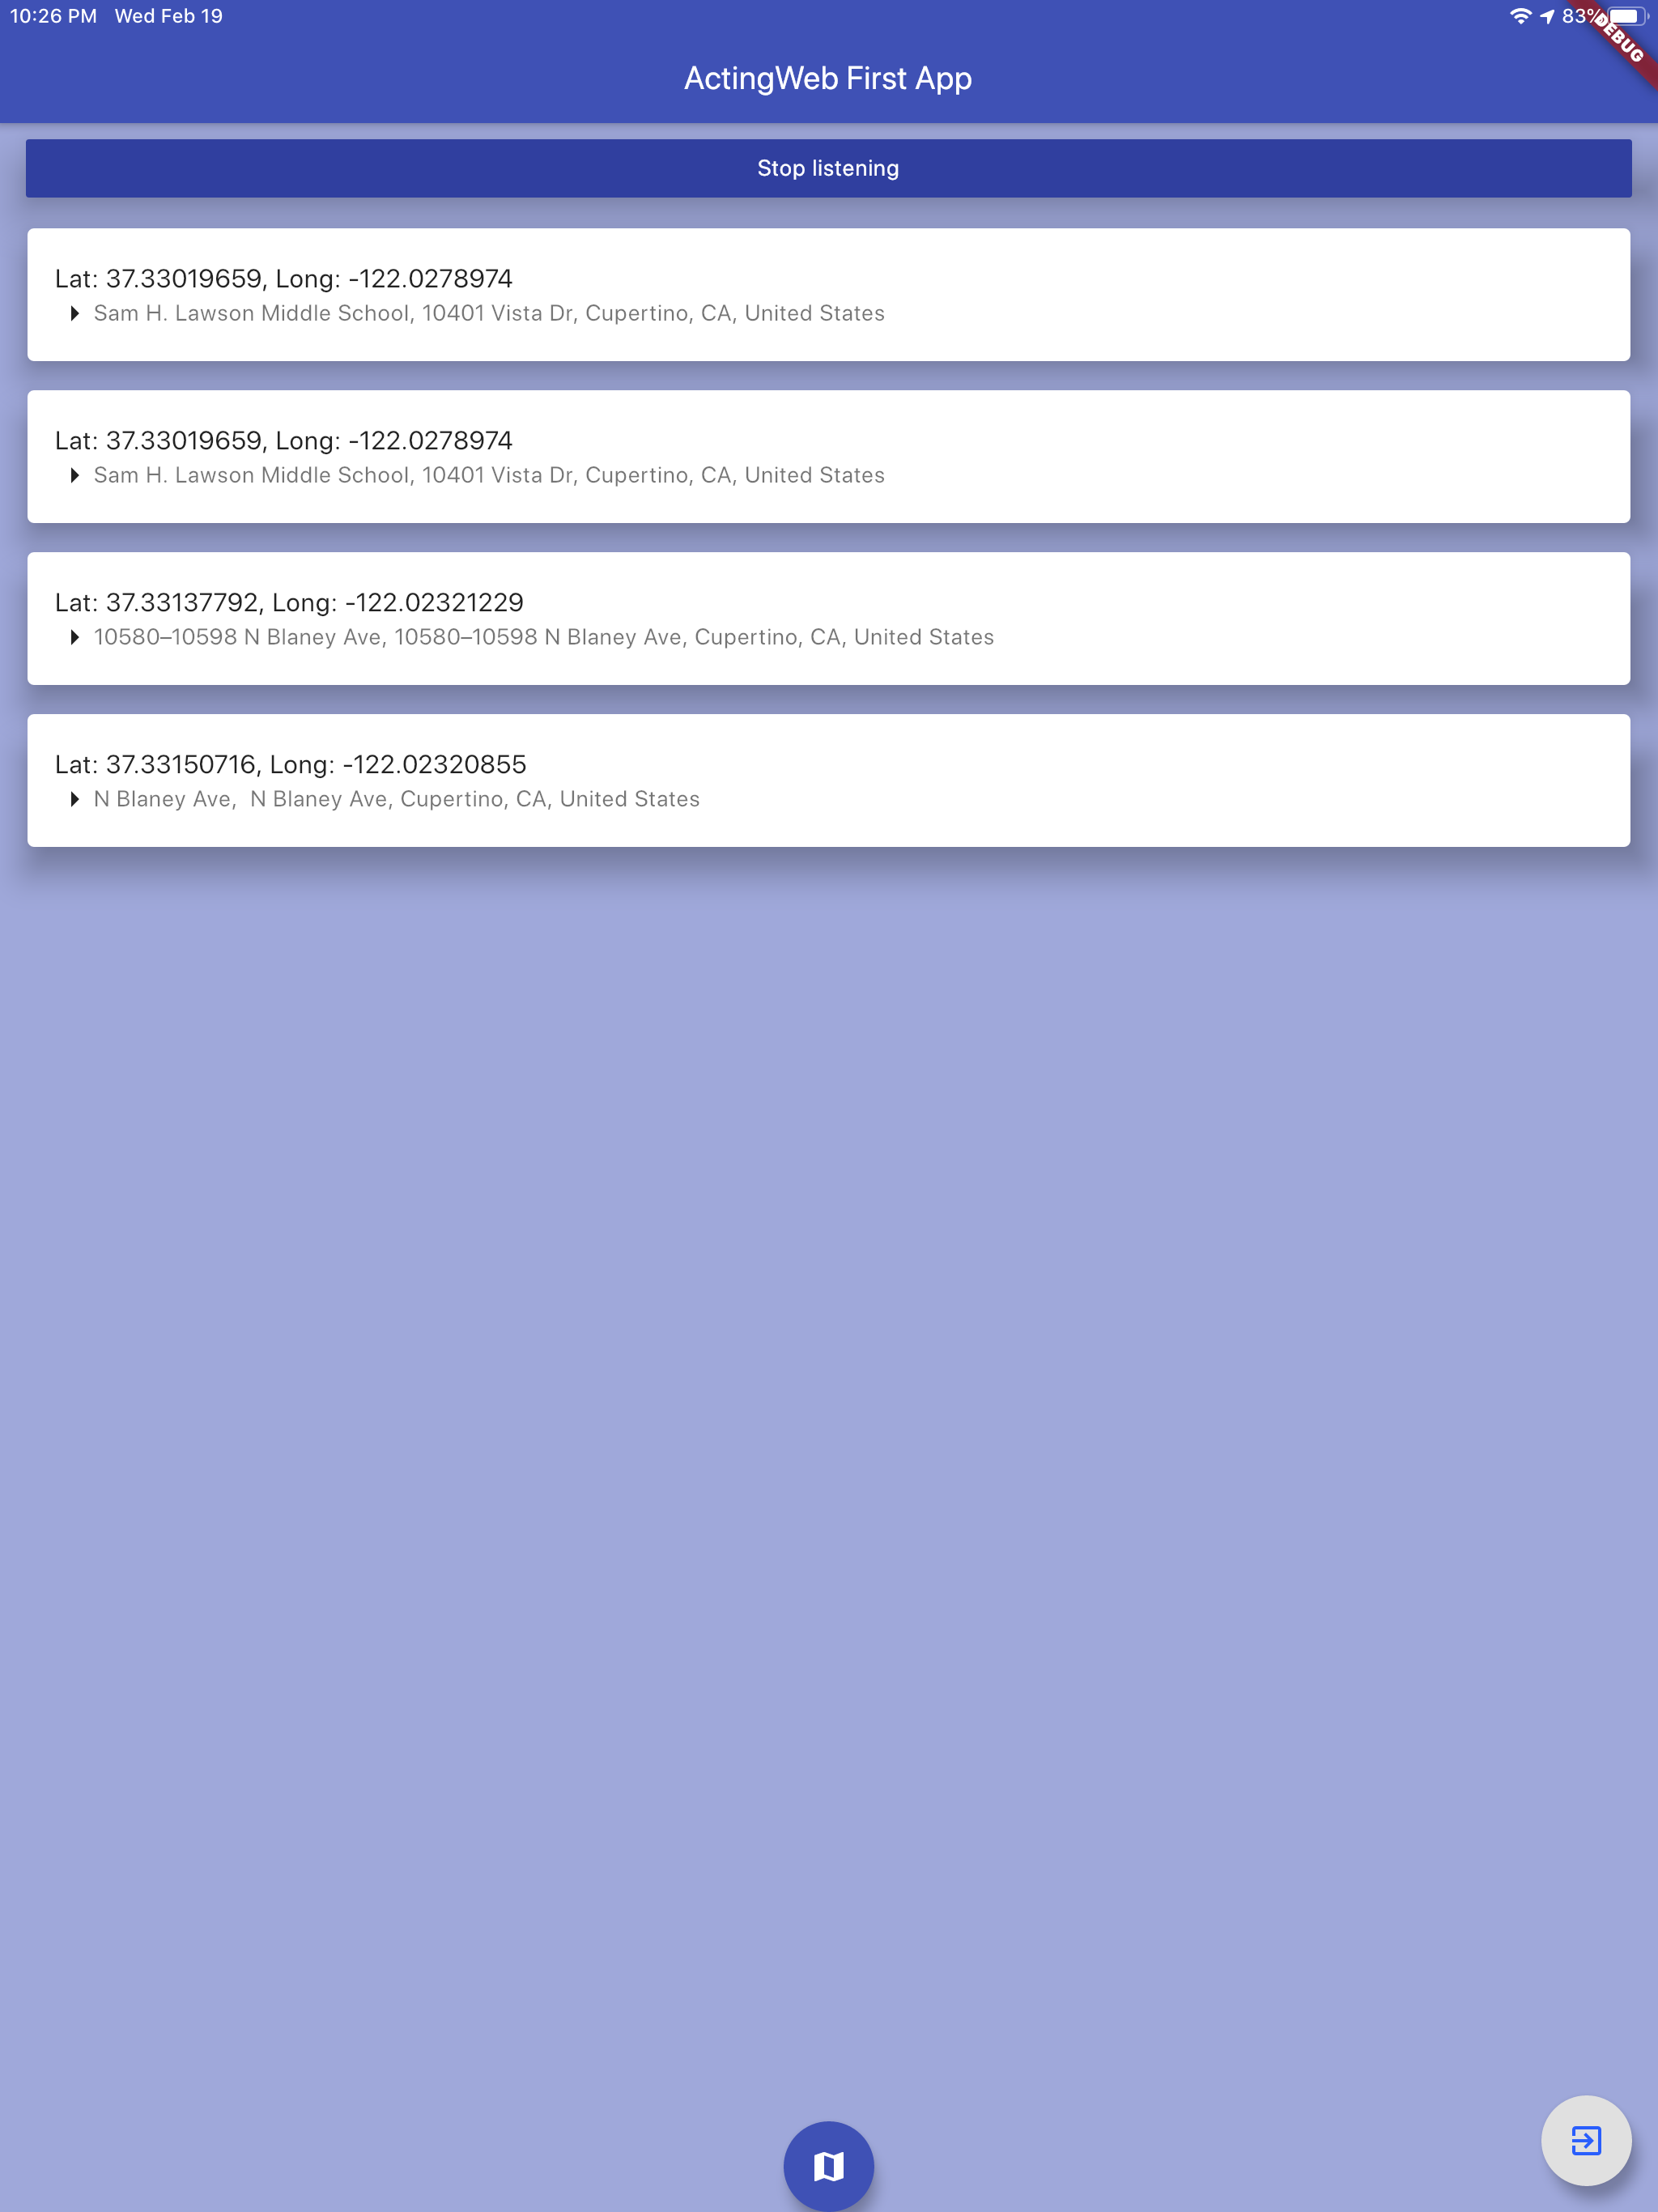 10:26 PM Wed Feb 19 83%
DEBUG
ActingWeb First App
Stop listening
Lat: 37.33019659, Long: -122.0278974
Sam H. Lawson Middle School, 10401 Vista Dr, Cupertino, CA, United States
Lat: 37.33019659, Long: -122.0278974
Sam H. Lawson Middle School, 10401 Vista Dr, Cupertino, CA, United States
Lat: 37.33137792, Long: -122.02321229
10580–10598 N Blaney Ave, 10580–10598 N Blaney Ave, Cupertino, CA, United States
Lat: 37.33150716, Long: -122.02320855
N Blaney Ave,  N Blaney Ave, Cupertino, CA, United States